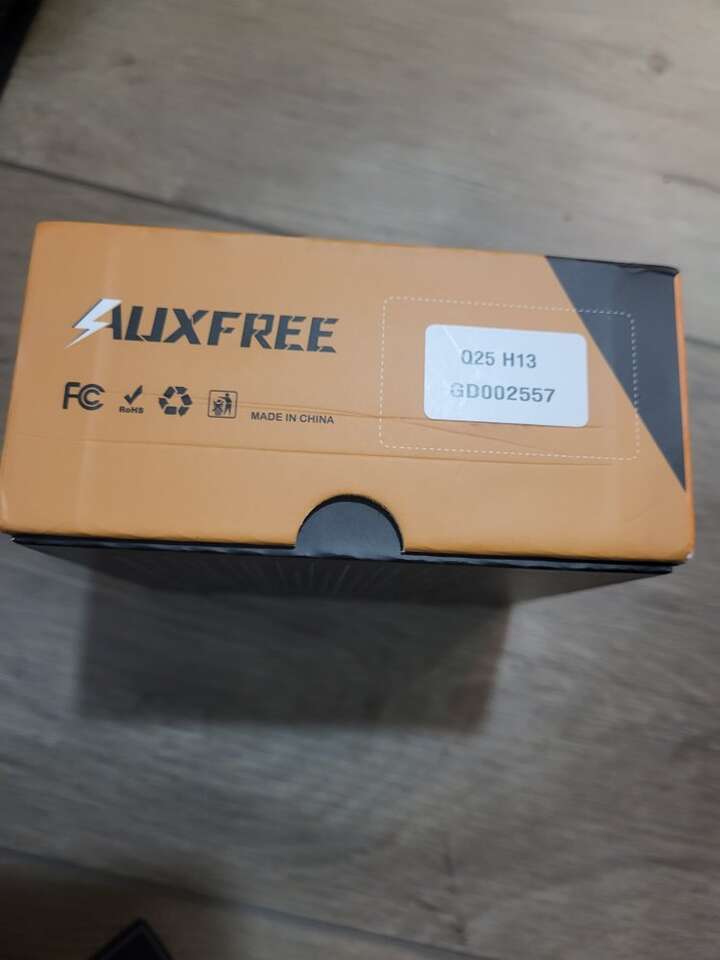 AUXFREE
FC
RoHS
MADE IN CHINA
Q25 H13
GD002557